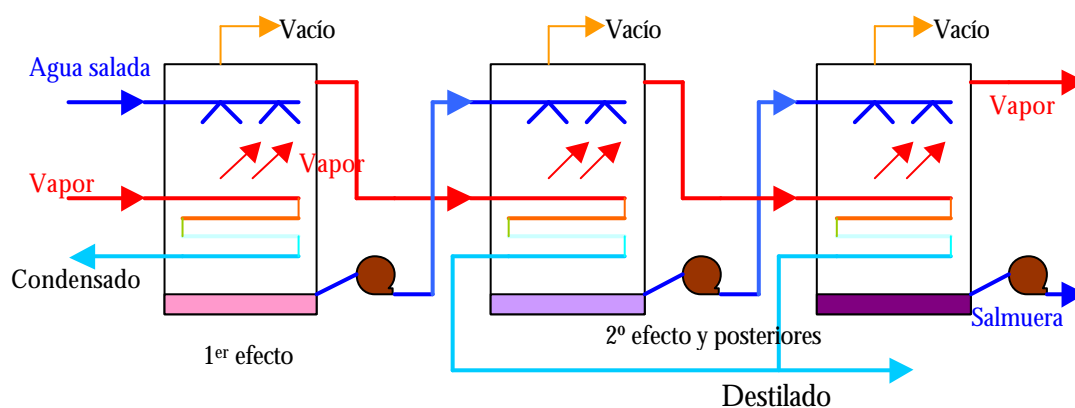 Vacío
Vacío
Vacío
Agua salada
Vapor
Vapor
Vapor
Condensado
Salmuera
1er efecto
2º efecto y posteriores
Destilado